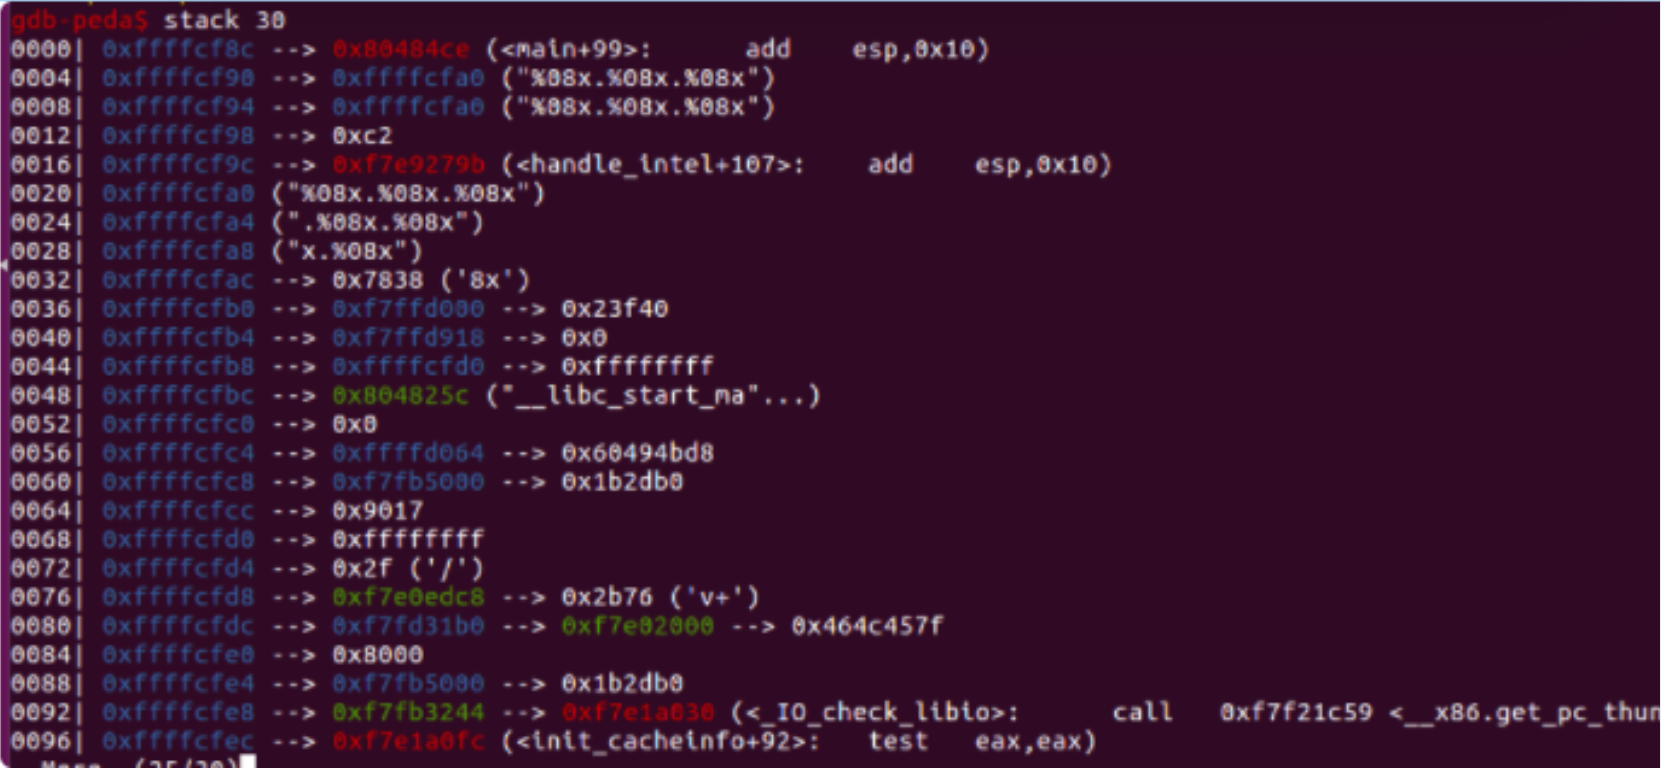 gdb-peda$ stack 30
0000| 0xffffcf8c --> 0x80484ce (<main+99>: add esp,0x10)
0004| 0xffffcf90 --> 0xffffcfa0 ("%08x.%08x.%08x")
0008| 0xffffcf94 --> 0xffffcfa0 ("%08x.%08x.%08x")
0012| 0xffffcf98 --> 0xc2
0016| 0xffffcf9c --> 0xf7e9279b (<handle_intel+107>: add esp,0x10)
0020| 0xffffcfa0 ("%08x.%08x.%08x")
0024| 0xffffcfa4 (".%08x.%08x")
0028| 0xffffcfa8 ("x.%08x")
0032| 0xffffcfac --> 0x7838 ('8x')
0036| 0xffffcfb0 --> 0xf7ffd000 --> 0x23f40
0040| 0xffffcfb4 --> 0xf7ffd918 --> 0x0
0044| 0xffffcfb8 --> 0xffffcfd0 --> 0xffffffff
0048| 0xffffcfbc --> 0x804825c ("__libc_start_ma"...)
0052| 0xffffcfc0 --> 0x0
0056| 0xffffcfc4 --> 0xffffd064 --> 0x60494bd8
0060| 0xffffcfc8 --> 0xf7fb5000 --> 0x1b2db0
0064| 0xffffcfcc --> 0x9017
0068| 0xffffcfd0 --> 0xffffffff
0072| 0xffffcfd4 --> 0x2f ('/')
0076| 0xffffcfd8 --> 0xf7e0edc8 --> 0x2b76 ('v+')
0080| 0xffffcfdc --> 0xf7fd31b0 --> 0xf7e02000 --> 0x464c457f
0084| 0xffffcfe0 --> 0x8000
0088| 0xffffcfe4 --> 0xf7fb5000 --> 0x1b2db0
0092| 0xffffcfe8 --> 0xf7fb3244 --> 0xf7e1a030 (<_IO_check_libio>: call 0xf7f21c59 <__x86.get_pc_thun
0096| 0xffffcfec --> 0xf7e1a0fc (<init_cacheinfo+92>: test eax,eax)